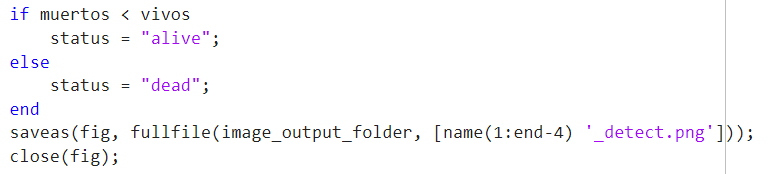 if muertos < vivos
    status = "alive";
else
    status = "dead";
end
saveas(fig, fullfile(image_output_folder, [name(1:end-4) '_detect.png']));
close(fig);